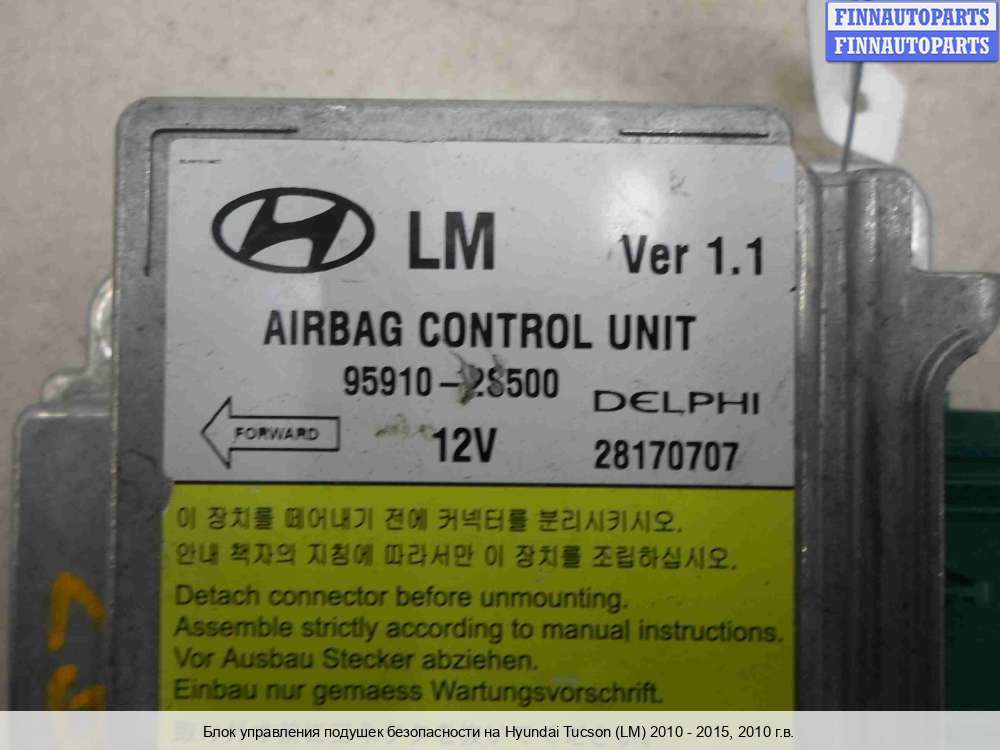 FINNAUTOPARTS
FINNAUTOPARTS
LM
Ver 1.1
AIRBAG CONTROL UNIT
95910-2S500
DELPHI
FORWARD
12V
28170707
이 장치를 떼어내기 전에 커넥터를 분리시키시오.
안내 책자의 지침에 따라서만 이 장치를 조립하십시오.
Detach connector before unmounting.
Assemble strictly according to manual instructions.
Vor Ausbau Stecker abziehen.
Einbau nur gemaess Wartungsvorschrift.
Блок управления подушек безопасности на Hyundai Tucson (LM) 2010 - 2015, 2010 г.в.